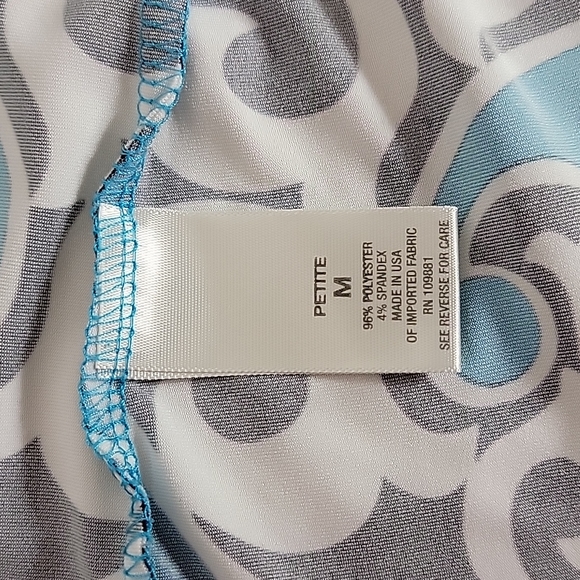 PETITE
M
96% POLYESTER
4% SPANDEX
MADE IN USA
OF IMPORTED FABRIC
RN 109881
SEE REVERSE FOR CARE